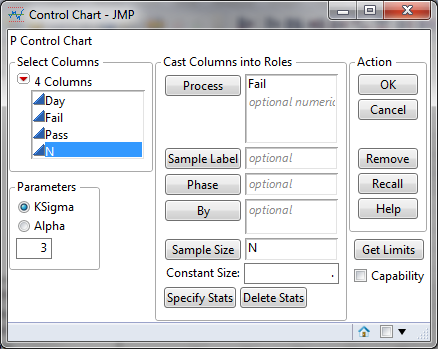 Control Chart - JMP
P Control Chart
Select Columns
4 Columns
Day
Fail
Pass
N
Parameters
KSigma
Alpha
3
Cast Columns into Roles
Process
Fail
optional numeric
Sample Label
optional
Phase
optional
By
optional
Sample Size
N
Constant Size:
.
Specify Stats
Delete Stats
Action
OK
Cancel
Remove
Recall
Help
Get Limits
Capability